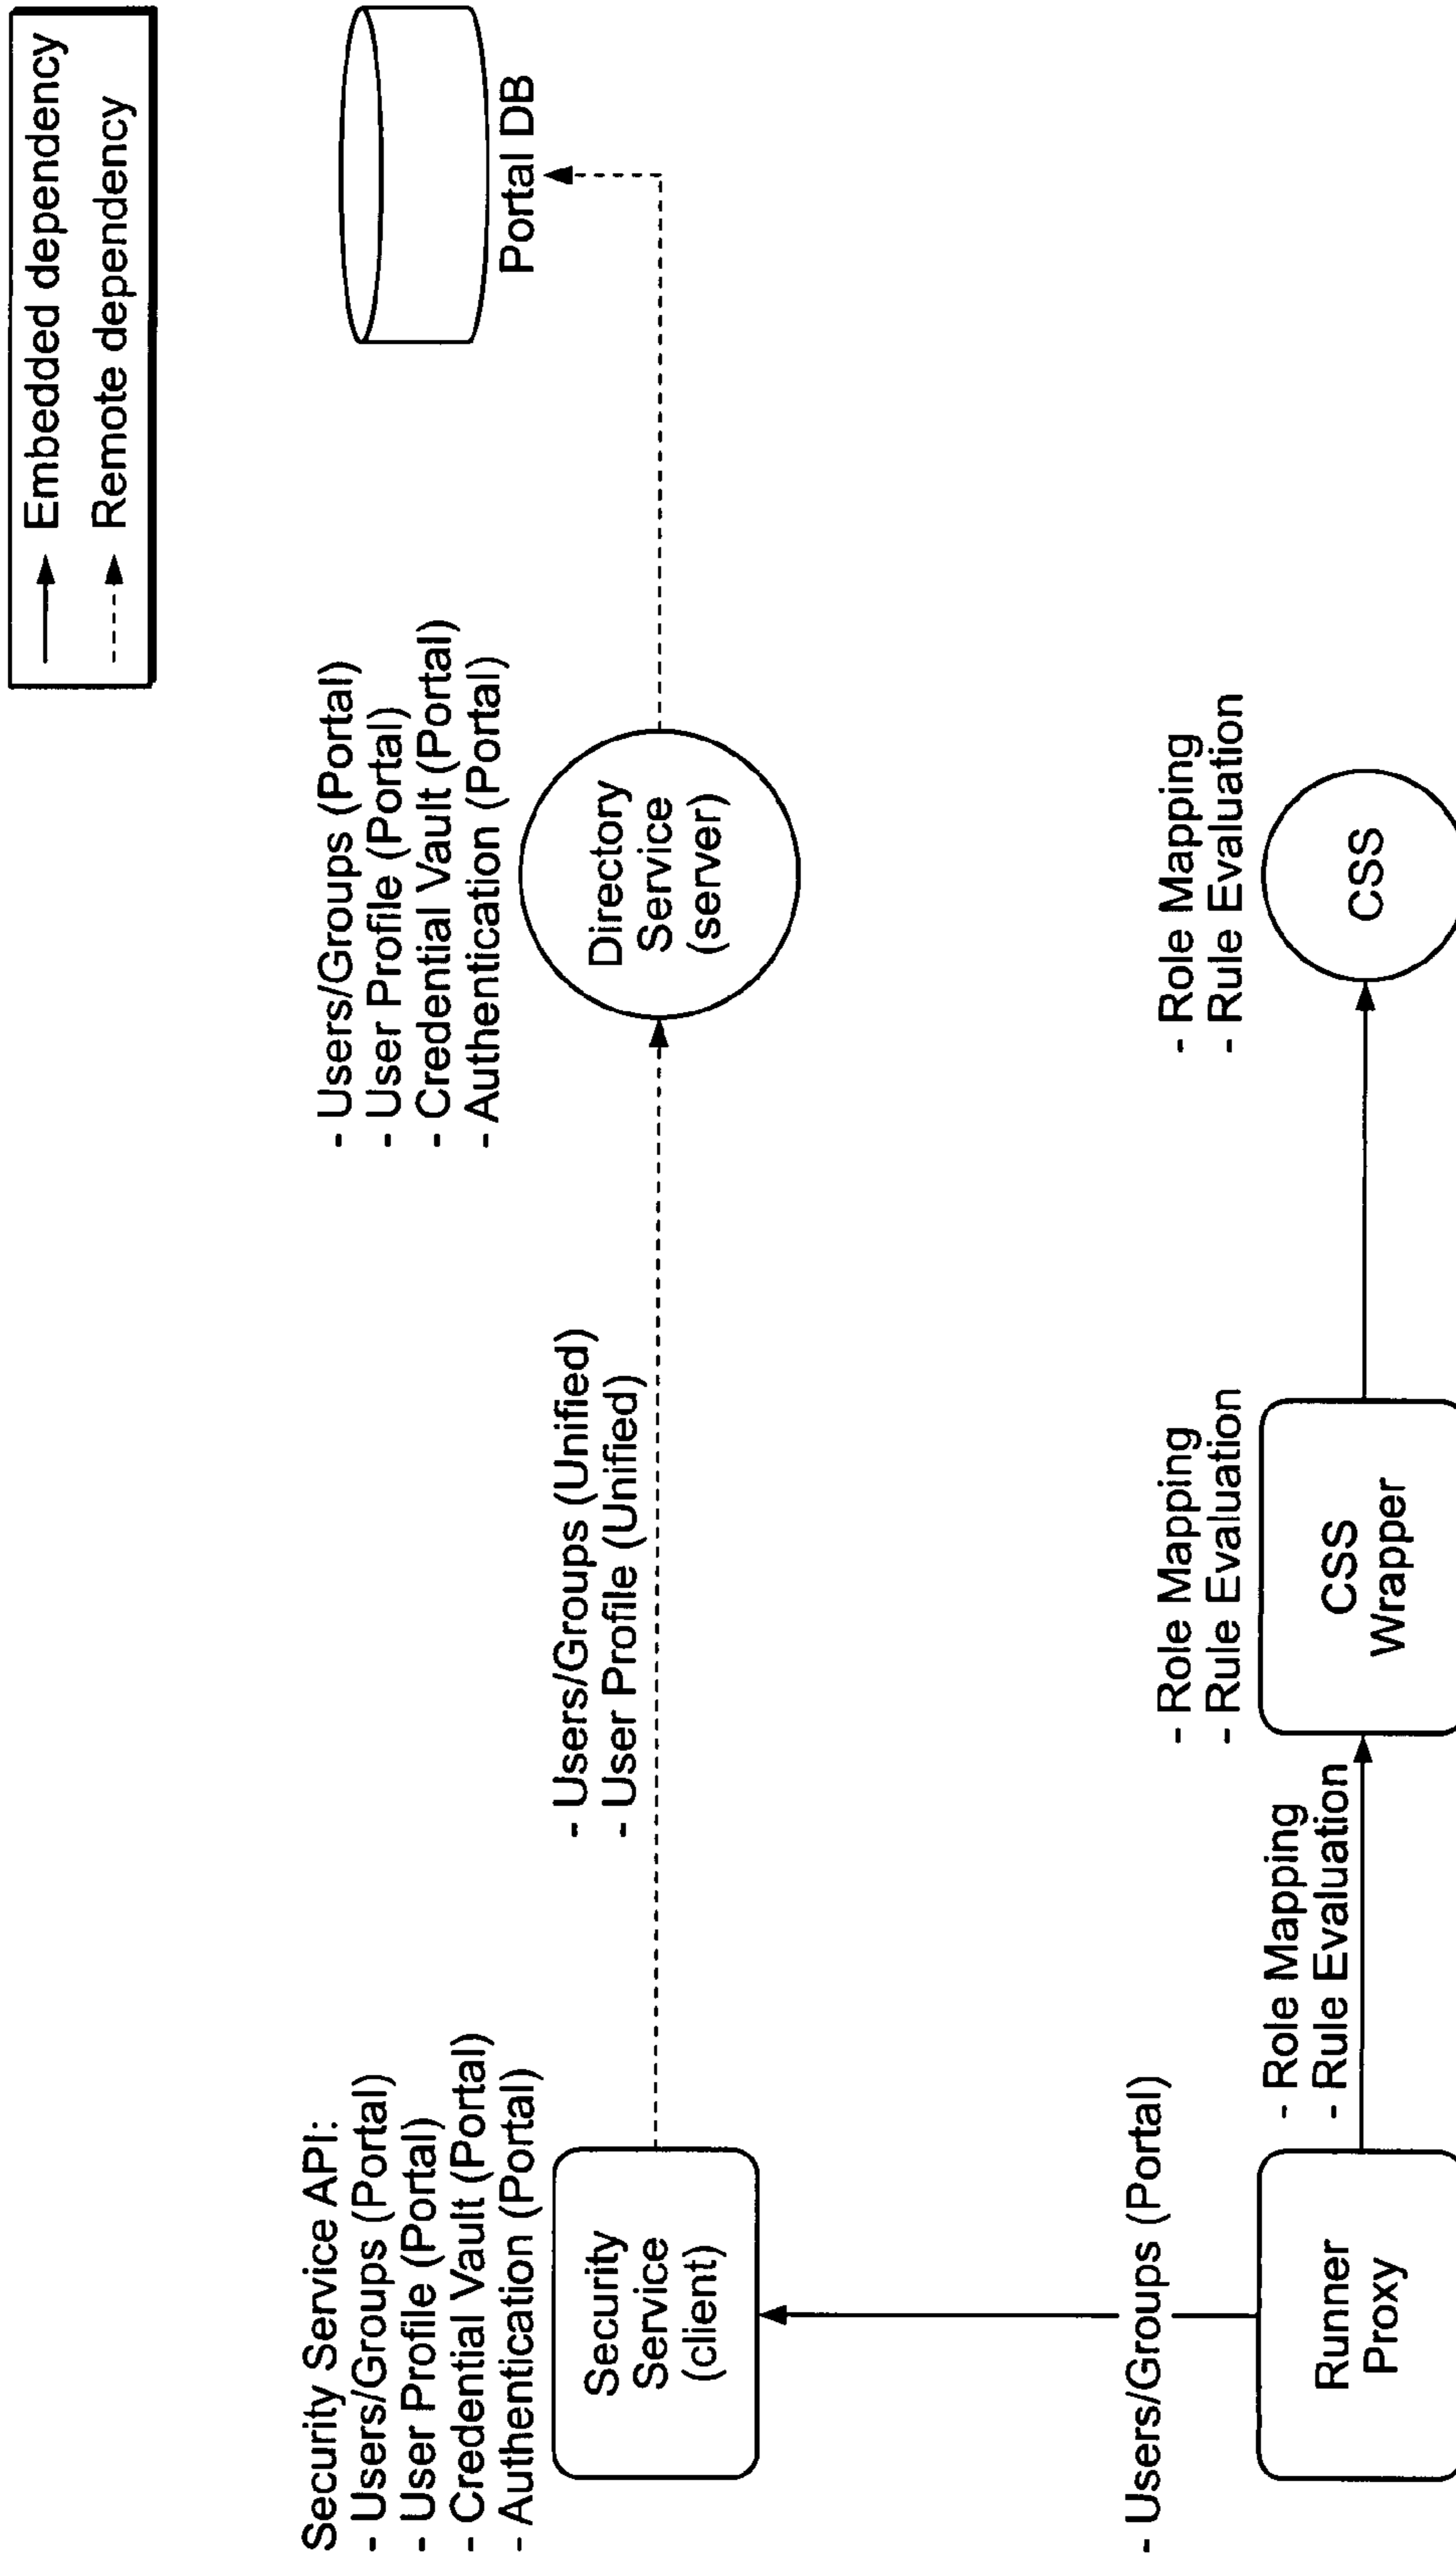 Embedded dependency
Remote dependency
Security Service API:
- Users/Groups (Portal)
- User Profile (Portal)
- Credential Vault (Portal)
- Authentication (Portal)
Security
Service
(client)
- Users/Groups (Unified)
- User Profile (Unified)
- Users/Groups (Portal)
- User Profile (Portal)
- Credential Vault (Portal)
- Authentication (Portal)
Directory
Service
(server)
Portal DB
- Users/Groups (Portal)
Runner
Proxy
- Role Mapping
- Rule Evaluation
- Role Mapping
- Rule Evaluation
CSS
Wrapper
- Role Mapping
- Rule Evaluation
CSS